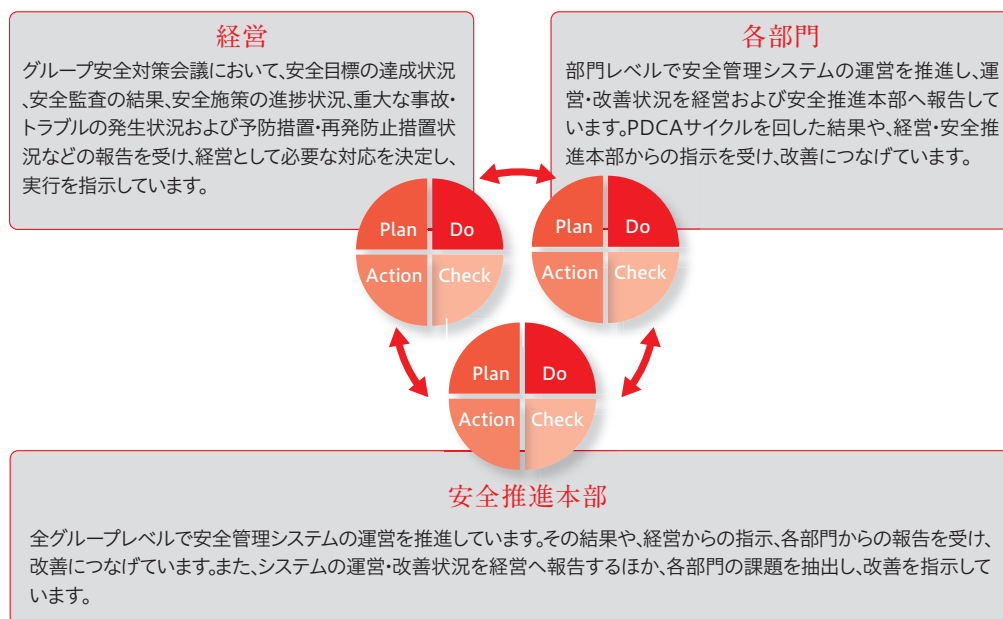 経営
グループ安全対策会議において、安全目標の達成状況
、安全監査の結果、安全施策の進捗状況、重大な事故・
トラブルの発生状況および予防措置・再発防止措置状
況などの報告を受け、経営として必要な対応を決定し、
実行を指示しています。
各部門
部門レベルで安全管理システムの運営を推進し、運
営・改善状況を経営および安全推進本部へ報告して
います。PDCAサイクルを回した結果や、経営・安全推
進本部からの指示を受け、改善につなげています。
Plan Do
Action Check
Plan Do
Action Check
Plan Do
Action Check
安全推進本部
全グループレベルで安全管理システムの運営を推進しています。その結果や、経営からの指示、各部門からの報告を受け、
改善につなげています。また、システムの運営・改善状況を経営へ報告するほか、各部門の課題を抽出し、改善を指示して
います。